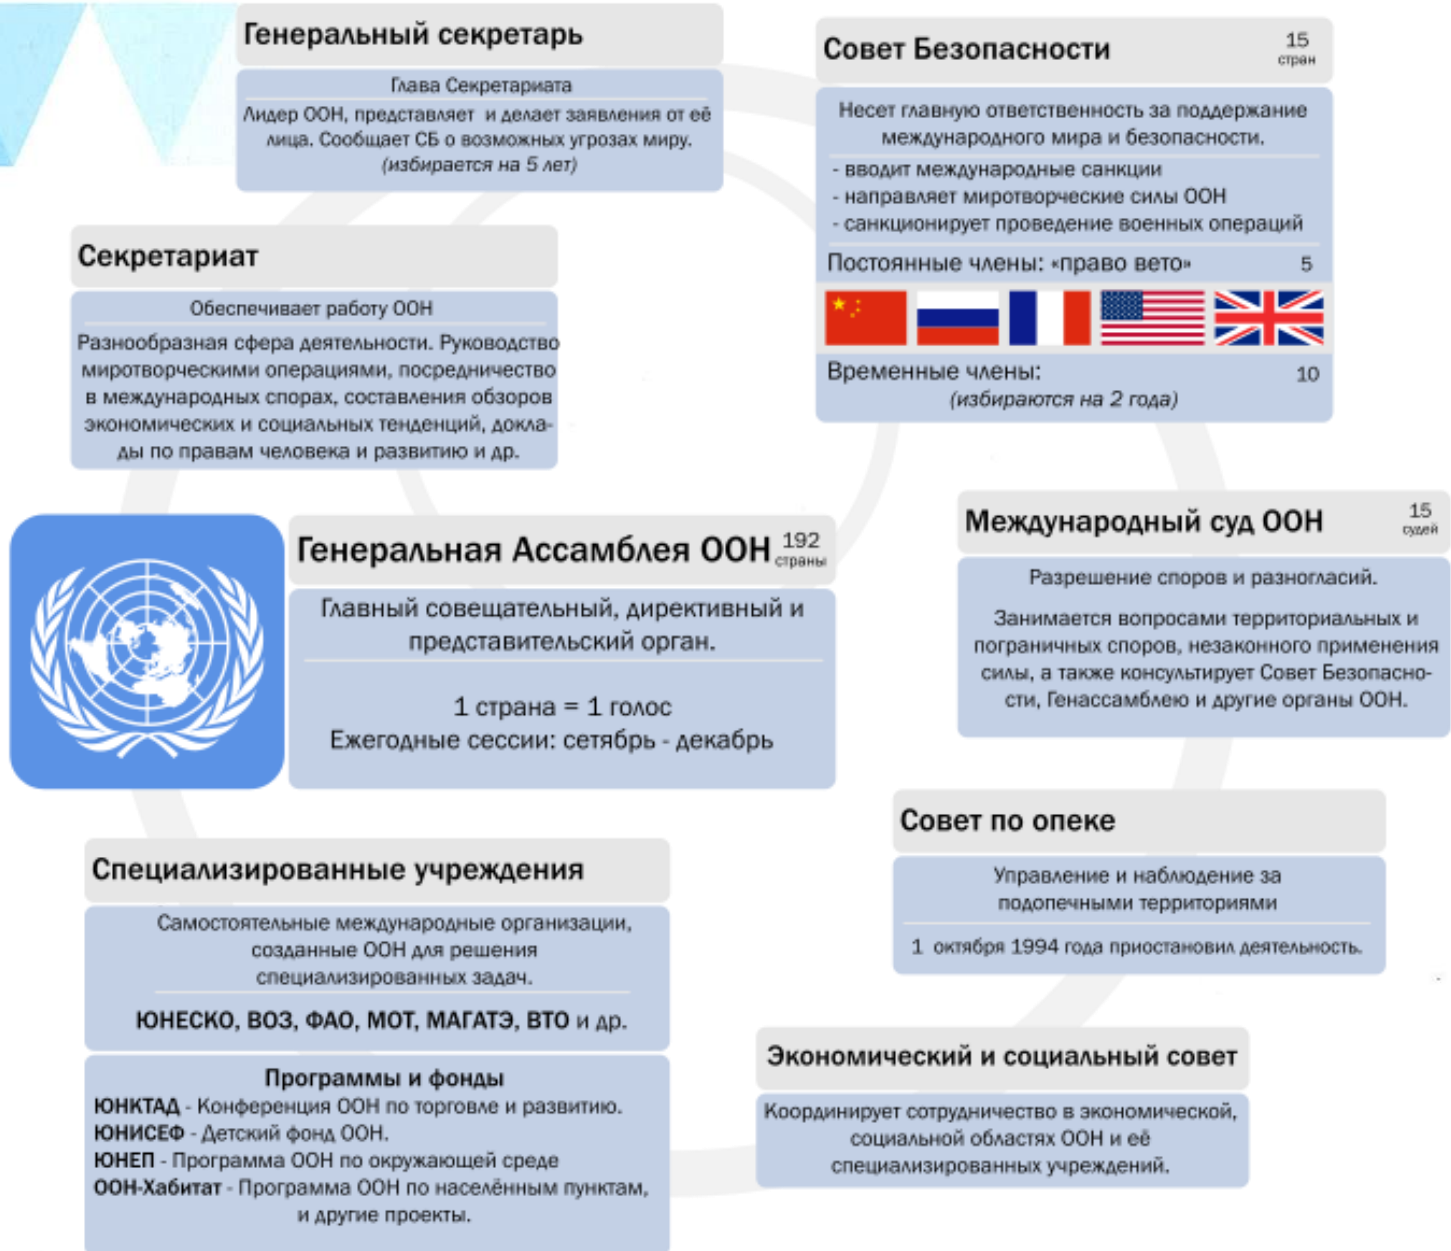 Генеральный секретарь
Глава Секретариата
Лидер ООН, представляет и делает заявления от её
лица. Сообщает СБ о возможных угрозах миру.
(избирается на 5 лет)
Совет Безопасности
15
стран
Несет главную ответственность за поддержание
международного мира и безопасности.
- вводит международные санкции
- направляет миротворческие силы ООН
- санкционирует проведение военных операций
Постоянные члены: «право вето» 5
Временные члены: 10
(избираются на 2 года)
Секретариат
Обеспечивает работу ООН
Разнообразная сфера деятельности. Руководство
миротворческими операциями, посредничество
в международных спорах, составления обзоров
экономических и социальных тенденций, докла-
ды по правам человека и развитию и др.
Генеральная Ассамблея ООН
192
страны
Главный совещательный, директивный и
представительский орган.
1 страна = 1 голос
Ежегодные сессии: сетябрь - декабрь
Международный суд ООН
15
судей
Разрешение споров и разногласий.
Занимается вопросами территориальных и
пограничных споров, незаконного применения
силы, а также консультирует Совет Безопасно-
сти, Генассамблею и другие органы ООН.
Совет по опеке
Управление и наблюдение за
подопечными территориями
1 октября 1994 года приостановил деятельность.
Специализированные учреждения
Самостоятельные международные организации,
созданные ООН для решения
специализированных задач.
ЮНЕСКО, ВОЗ, ФАО, МОТ, МАГАТЭ, ВТО и др.
Программы и фонды
ЮНКТАД - Конференция ООН по торговле и развитию.
ЮНИСЕФ - Детский фонд ООН.
ЮНЕП - Программа ООН по окружающей среде
ООН-Хабитат - Программа ООН по населённым пунктам,
и другие проекты.
Экономический и социальный совет
Координирует сотрудничество в экономической,
социальной областях ООН и её
специализированных учреждений.